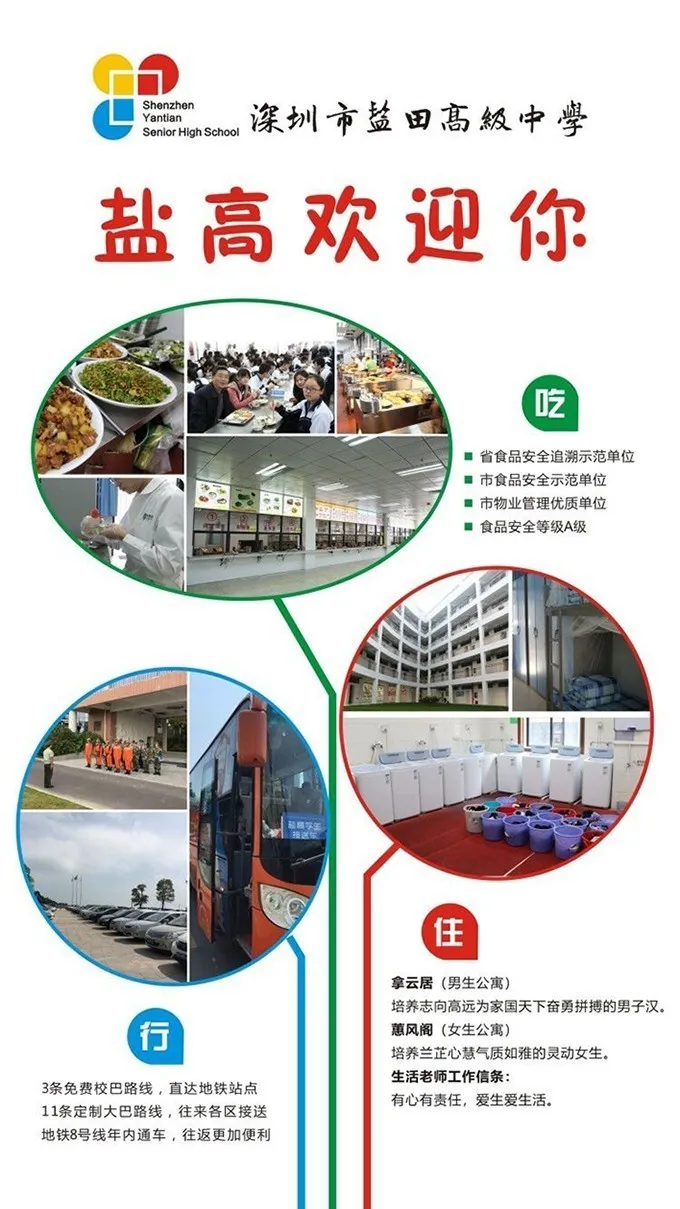 Shenzhen
Yantian
Senior High School
深圳市盐田高級中學
盐高欢迎你
吃
省食品安全追溯示范单位
市食品安全示范单位
市物业管理优质单位
食品安全等级A级
盐高学生
接送车
住
拿云居（男生公寓）
培养志向高远为家国天下奋勇拼搏的男子汉。
蕙风阁（女生公寓）
培养兰芷心慧气质如雅的灵动女生。
生活老师工作信条：
有心有责任，爱生爱生活。
行
3条免费校巴路线，直达地铁站点
11条定制大巴路线，往来各区接送
地铁8号线年内通车，往返更加便利